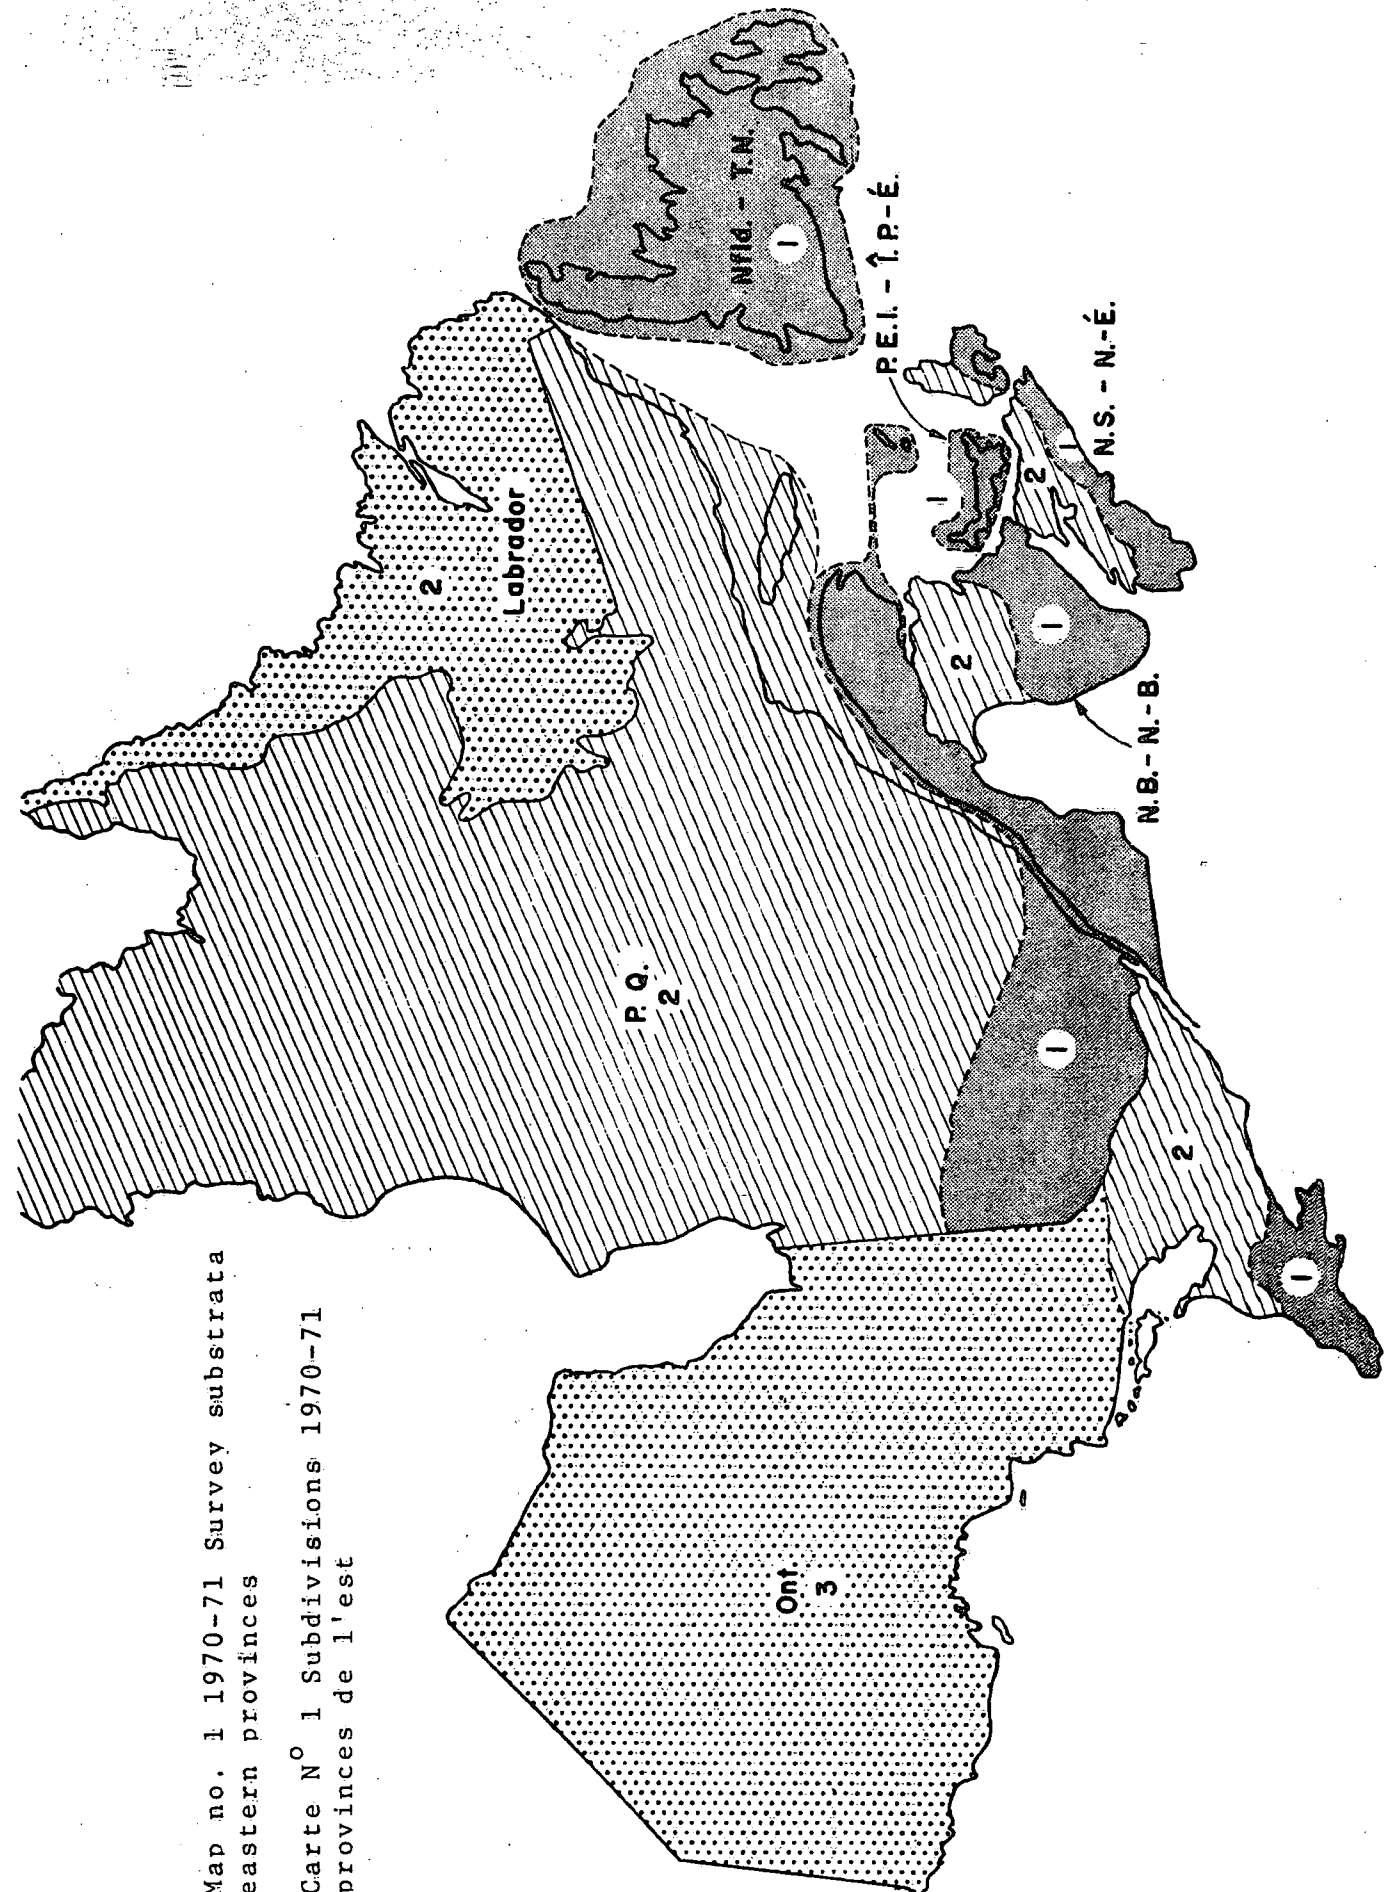 Map no. 1 1970-71 Survey substrata
eastern provinces
Carte Nº 1 Subdivisions 1970-71
provinces de l'est
Ont.
3
2
1
P. Q.
2
1
Labrador
2
Nfld. - T.N.
1
P.E.I. - Î.P.-É.
1
N.S. - N.-É.
1
2
N.B. - N.-B.
2
1